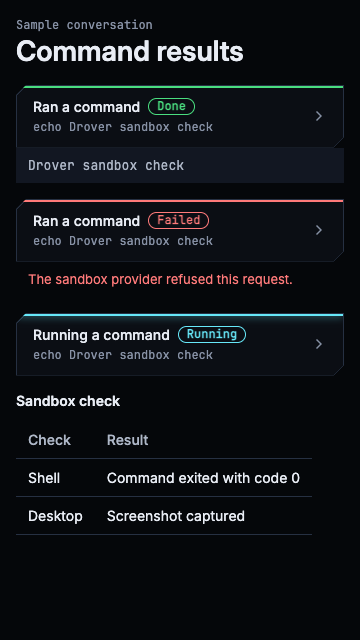 Sample conversation
Command results
Ran a command Done
echo Drover sandbox check
Drover sandbox check
Ran a command Failed
echo Drover sandbox check
The sandbox provider refused this request.
Running a command Running
echo Drover sandbox check
Sandbox check
Check Result
Shell Command exited with code 0
Desktop Screenshot captured